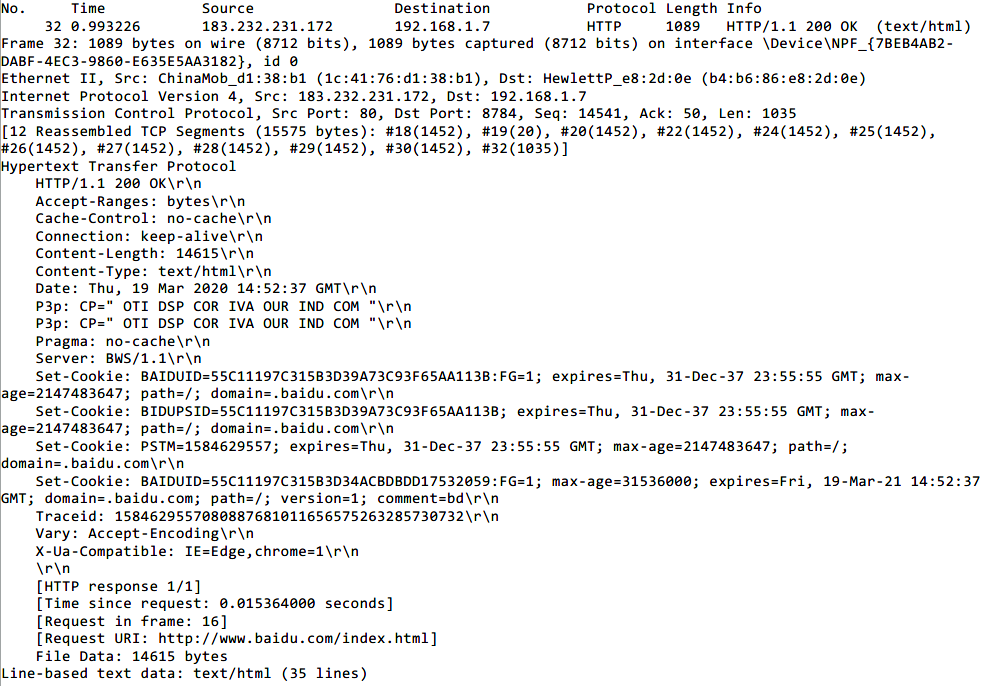 No.     Time           Source                Destination           Protocol Length Info
     32 0.993226       183.232.231.172       192.168.1.7           HTTP     1089   HTTP/1.1 200 OK  (text/html)
Frame 32: 1089 bytes on wire (8712 bits), 1089 bytes captured (8712 bits) on interface \Device\NPF_{7BEB4AB2-
DABF-4EC3-9860-E635E5AA3182}, id 0
Ethernet II, Src: ChinaMob_d1:38:b1 (1c:41:76:d1:38:b1), Dst: HewlettP_e8:2d:0e (b4:b6:86:e8:2d:0e)
Internet Protocol Version 4, Src: 183.232.231.172, Dst: 192.168.1.7
Transmission Control Protocol, Src Port: 80, Dst Port: 8784, Seq: 14541, Ack: 50, Len: 1035
[12 Reassembled TCP Segments (15575 bytes): #18(1452), #19(20), #20(1452), #22(1452), #24(1452), #25(1452),
#26(1452), #27(1452), #28(1452), #29(1452), #30(1452), #32(1035)]
Hypertext Transfer Protocol
    HTTP/1.1 200 OK\r\n
    Accept-Ranges: bytes\r\n
    Cache-Control: no-cache\r\n
    Connection: keep-alive\r\n
    Content-Length: 14615\r\n
    Content-Type: text/html\r\n
    Date: Thu, 19 Mar 2020 14:52:37 GMT\r\n
    P3p: CP=" OTI DSP COR IVA OUR IND COM "\r\n
    P3p: CP=" OTI DSP COR IVA OUR IND COM "\r\n
    Pragma: no-cache\r\n
    Server: BWS/1.1\r\n
    Set-Cookie: BAIDUID=55C11197C315B3D39A73C93F65AA113B:FG=1; expires=Thu, 31-Dec-37 23:55:55 GMT; max-
age=2147483647; path=/; domain=.baidu.com\r\n
    Set-Cookie: BIDUPSID=55C11197C315B3D39A73C93F65AA113B; expires=Thu, 31-Dec-37 23:55:55 GMT; max-
age=2147483647; path=/; domain=.baidu.com\r\n
    Set-Cookie: PSTM=1584629557; expires=Thu, 31-Dec-37 23:55:55 GMT; max-age=2147483647; path=/;
domain=.baidu.com\r\n
    Set-Cookie: BAIDUID=55C11197C315B3D34ACBDBDD17532059:FG=1; max-age=31536000; expires=Fri, 19-Mar-21 14:52:37
GMT; domain=.baidu.com; path=/; version=1; comment=bd\r\n
    Traceid: 1584629557080887681011656575263285730732\r\n
    Vary: Accept-Encoding\r\n
    X-Ua-Compatible: IE=Edge,chrome=1\r\n
    \r\n
    [HTTP response 1/1]
    [Time since request: 0.015364000 seconds]
    [Request in frame: 16]
    [Request URI: http://www.baidu.com/index.html]
    File Data: 14615 bytes
Line-based text data: text/html (35 lines)